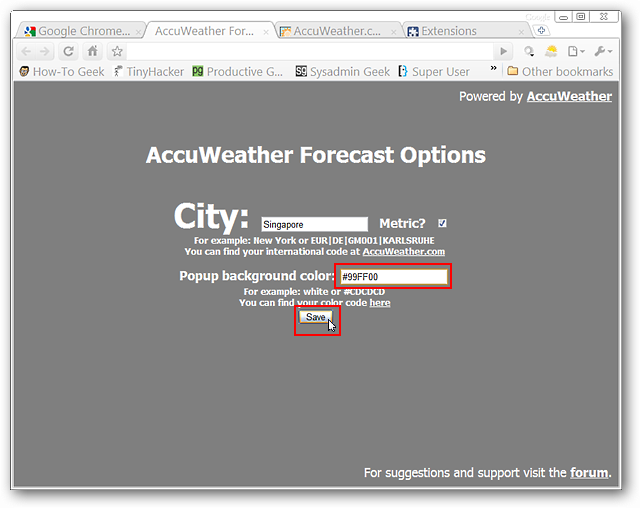 Google
Google Chrome... AccuWeather For... AccuWeather.c... Extensions
How-To Geek TinyHacker Productive G... Sysadmin Geek Super User » Other bookmarks
Powered by AccuWeather
AccuWeather Forecast Options
City: Singapore Metric?
For example: New York or EUR|DE|GM001|KARLSRUHE
You can find your international code at AccuWeather.com
Popup background color: #99FF00
For example: white or #CDCDCD
You can find your color code here
Save
For suggestions and support visit the forum.